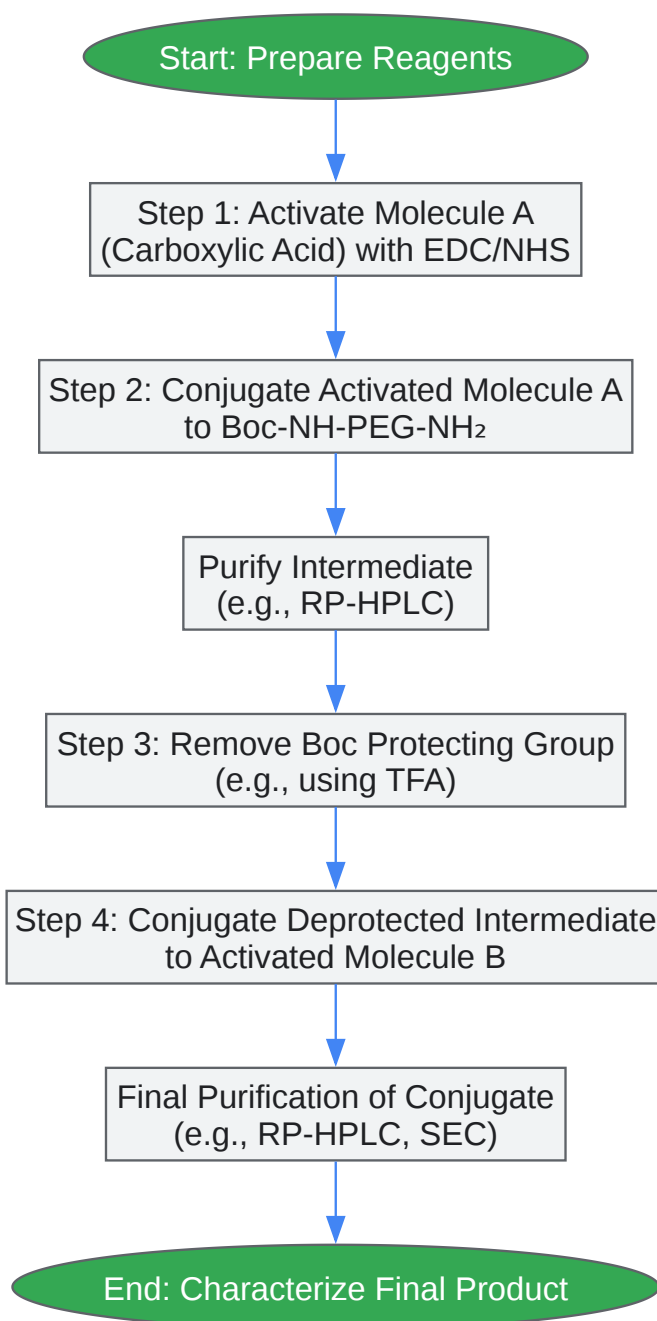 Start: Prepare Reagents
Step 1: Activate Molecule A
(Carboxylic Acid) with EDC/NHS
Step 2: Conjugate Activated Molecule A
to Boc-NH-PEG-NH₂
Purify Intermediate
(e.g., RP-HPLC)
Step 3: Remove Boc Protecting Group
(e.g., using TFA)
Step 4: Conjugate Deprotected Intermediate
to Activated Molecule B
Final Purification of Conjugate
(e.g., RP-HPLC, SEC)
End: Characterize Final Product